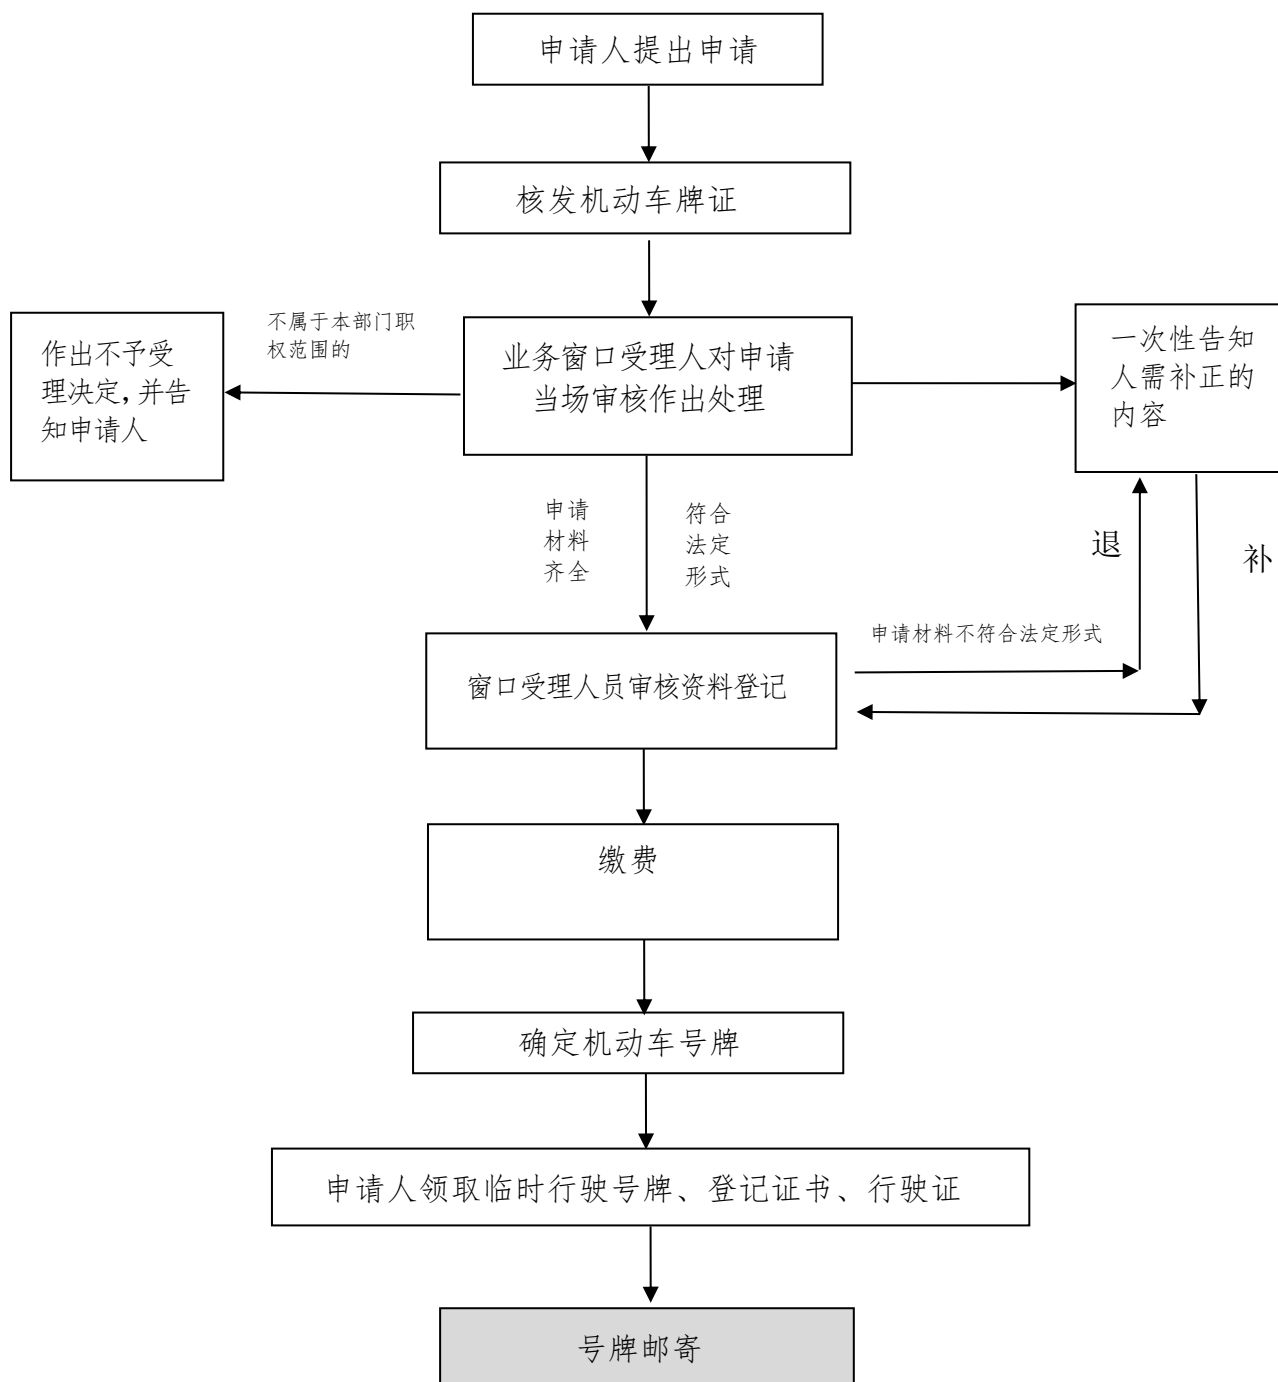 申请人提出申请
核发机动车牌证
不属于本部门职
权范围的
作出不予受
理决定,并告
知申请人
业务窗口受理人对申请
当场审核作出处理
一次性告知
人需补正的
内容
申请
材料
齐全
符合
法定
形式
退
补
申请材料不符合法定形式
窗口受理人员审核资料登记
缴费
确定机动车号牌
申请人领取临时行驶号牌、登记证书、行驶证
号牌邮寄